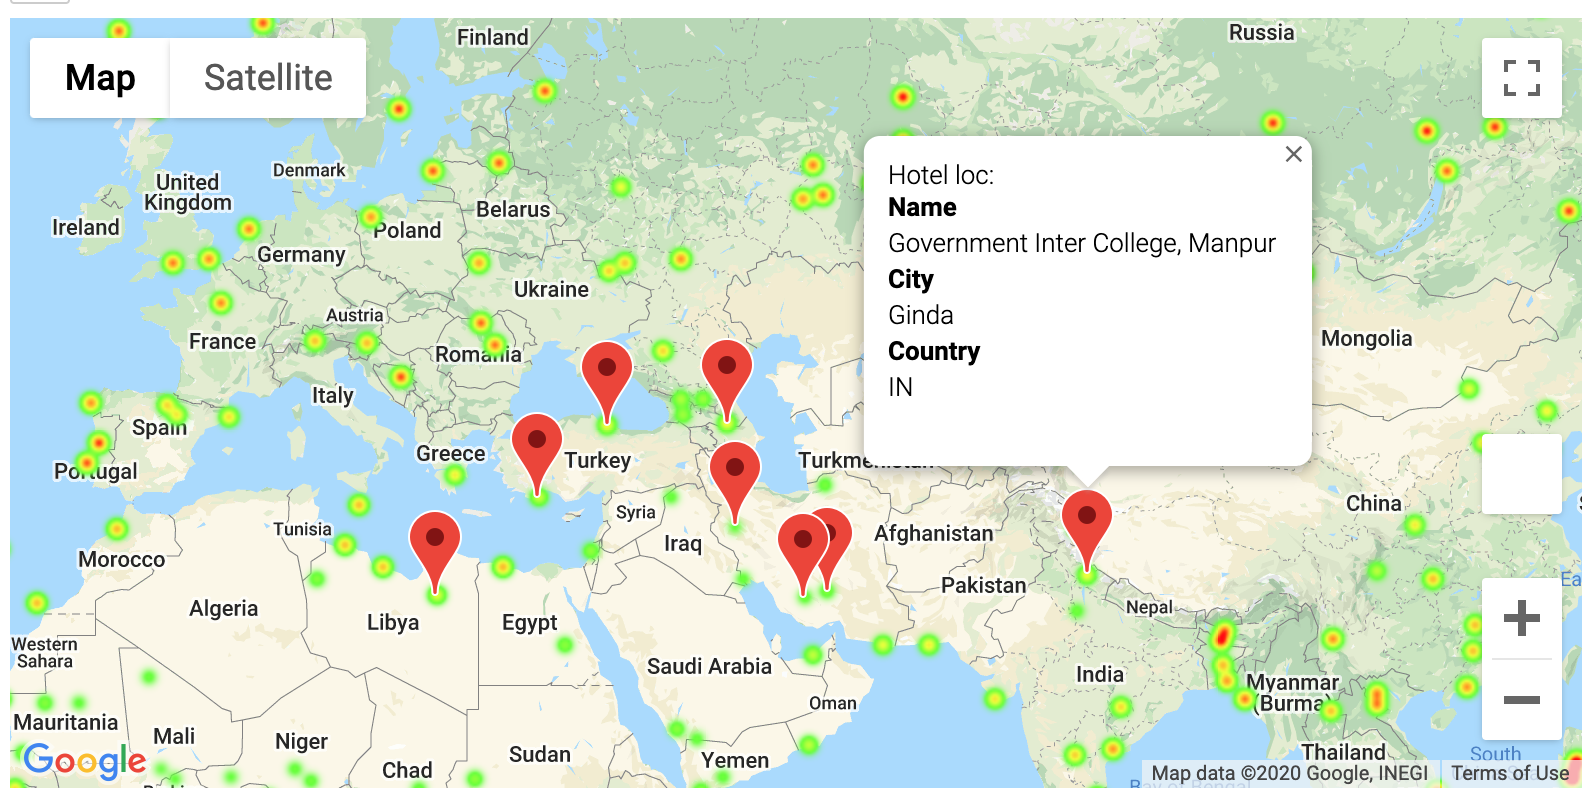 Map
Satellite
Finland
Russia
Denmark
United
Kingdom
Ireland
Belarus
Poland
Germany
Ukraine
Austria
France
Romania
Italy
Spain
Portugal
Greece
Turkey
Turkmenistan
Mongolia
Hotel loc:
Name
Government Inter College, Manpur
City
Ginda
Country
IN
Syria
Tunisia
Morocco
Iraq
Afghanistan
China
Pakistan
Algeria
Libya
Egypt
Nepal
Western
Sahara
Saudi Arabia
India
Oman
Myanmar
(Burma)
Mauritania
Mali
Niger
Chad
Sudan
Yemen
Thailand
South
Google
Map data ©2020 Google, INEGI
Terms of Use